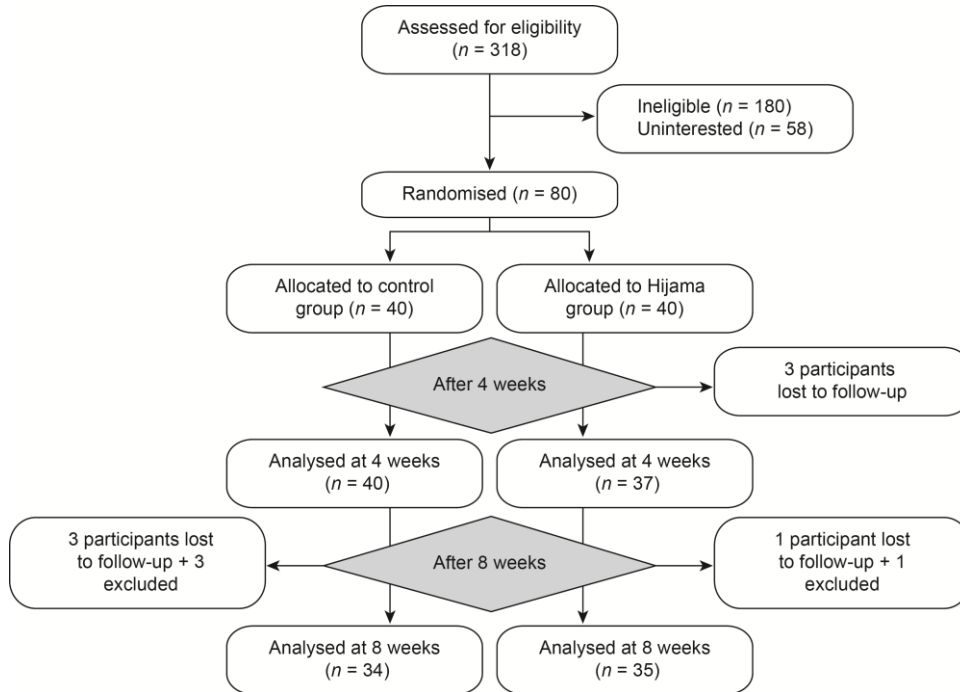 Assessed for eligibility
(n = 318)
Ineligible (n = 180)
Uninterested (n = 58)
Randomised (n = 80)
Allocated to control
group (n = 40)
Allocated to Hijama
group (n = 40)
After 4 weeks
3 participants
lost to follow-up
Analysed at 4 weeks
(n = 40)
Analysed at 4 weeks
(n = 37)
3 participants lost
to follow-up + 3
excluded
After 8 weeks
1 participant lost
to follow-up + 1
excluded
Analysed at 8 weeks
(n = 34)
Analysed at 8 weeks
(n = 35)